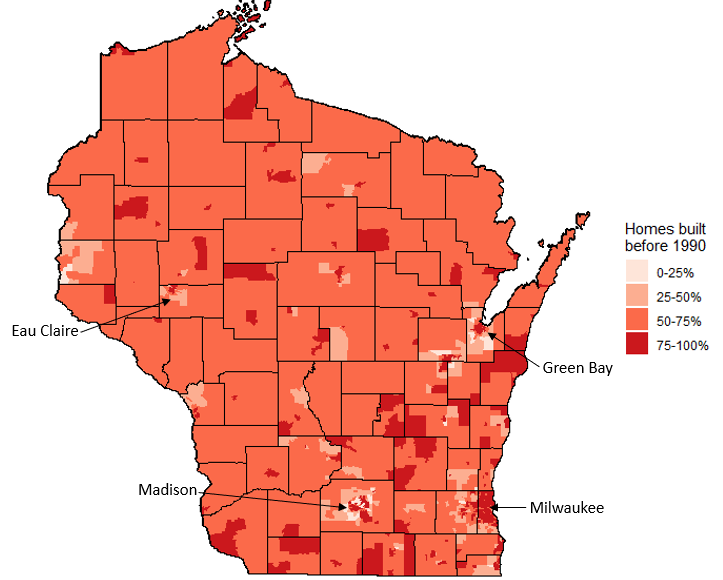 Homes built
before 1990
0-25%
25-50%
50-75%
75-100%
Eau Claire
Green Bay
Madison
Milwaukee